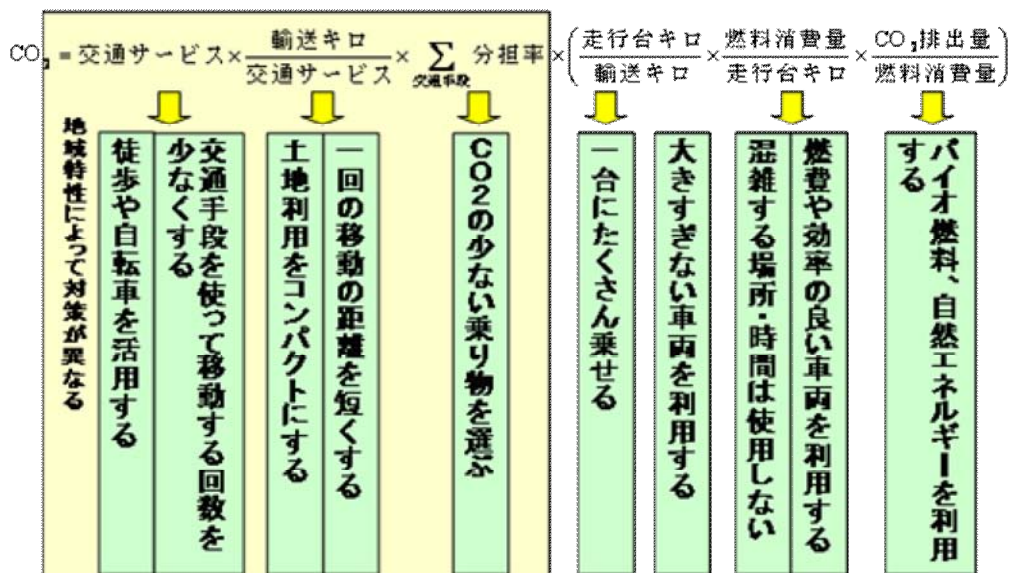 CO₂＝交通サービス×輸送キロ/交通サービス×∑交通手段 分担率×(走行台キロ/輸送キロ×燃料消費量/走行台キロ×CO₂排出量/燃料消費量)
地域特性によって対策が異なる
交通手段を使って移動する回数を
少なくする
徒歩や自転車を活用する
一回の移動の距離を短くする
土地利用をコンパクトにする
CO2の少ない乗り物を選ぶ
一台にたくさん乗せる
大きすぎない車両を利用する
燃費や効率の良い車両を利用する
混雑する場所・時間は使用しない
バイオ燃料、自然エネルギーを利用
する